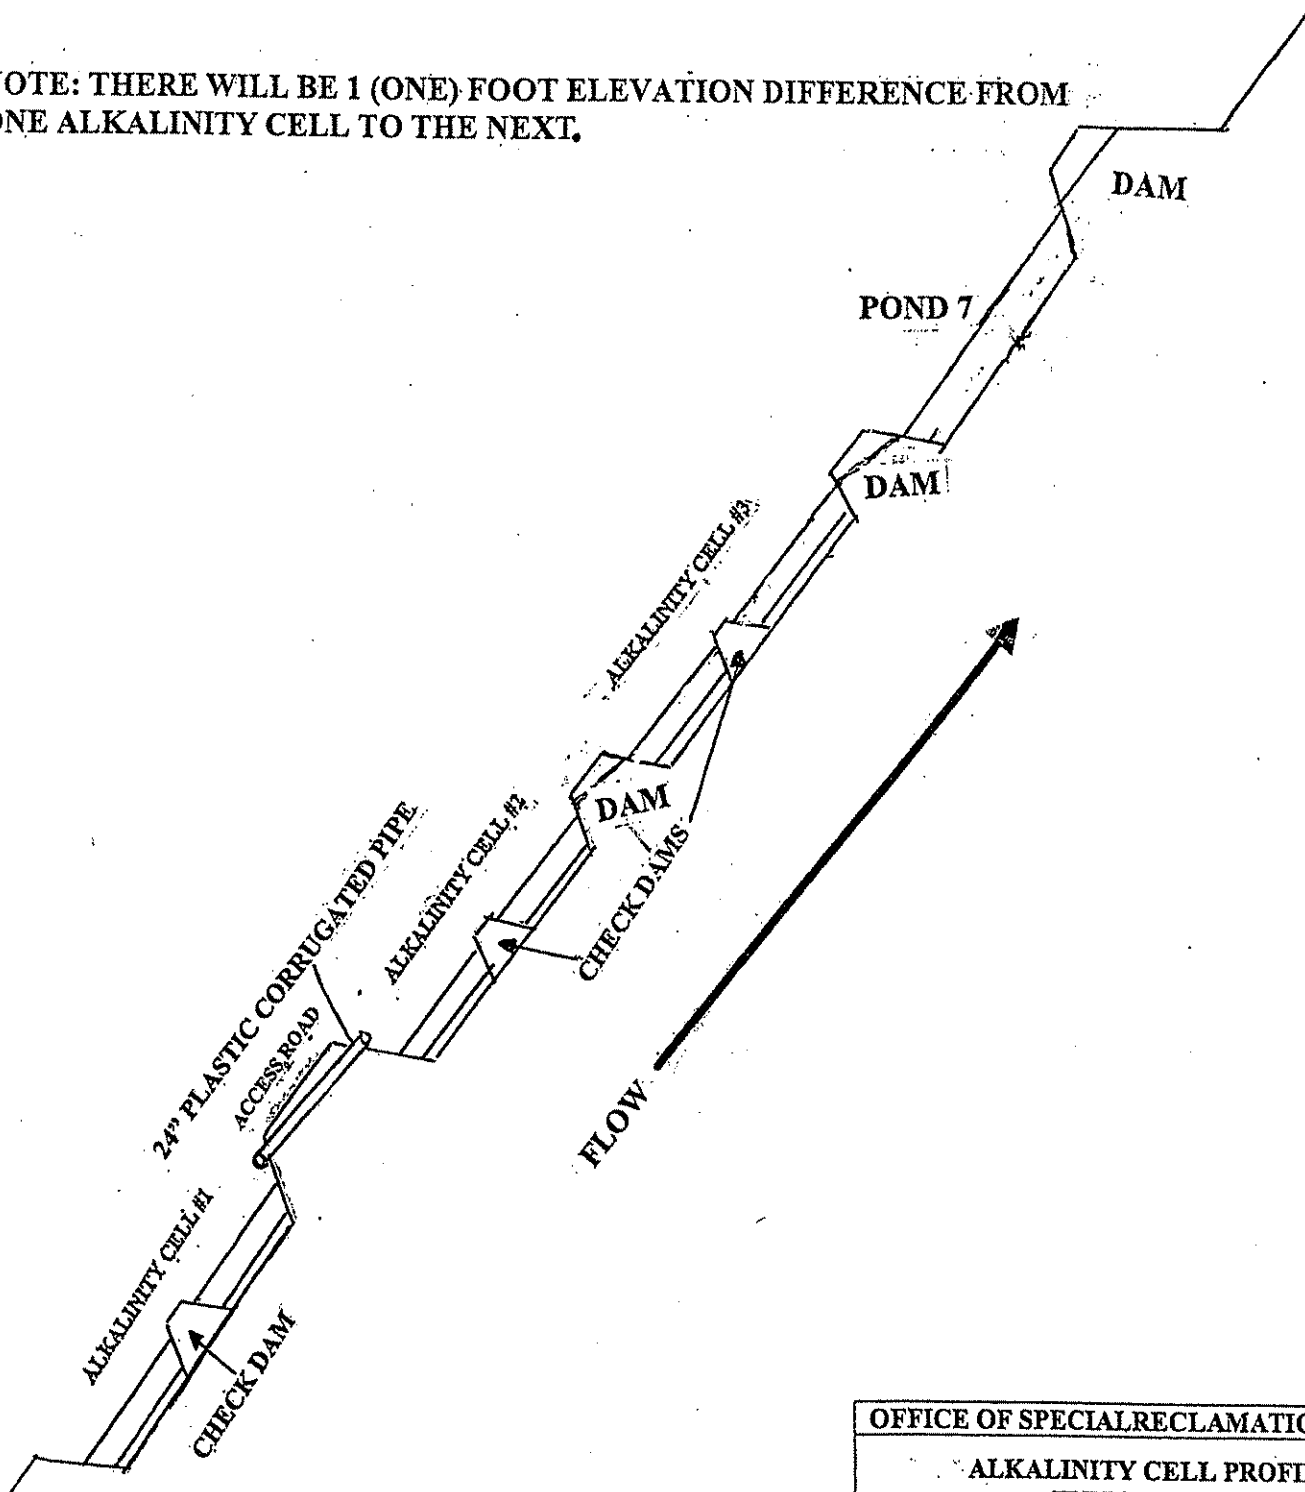 OTE: THERE WILL BE 1 (ONE) FOOT ELEVATION DIFFERENCE FROM
ONE ALKALINITY CELL TO THE NEXT.
DAM
POND 7
DAM
ALKALINITY CELL #3
DAM
CHECK DAMS
ALKALINITY CELL #2
24" PLASTIC CORRUGATED PIPE
ACCESS ROAD
FLOW
ALKALINITY CELL #1
CHECK DAM
OFFICE OF SPECIALRECLAMATIO
ALKALINITY CELL PROFI